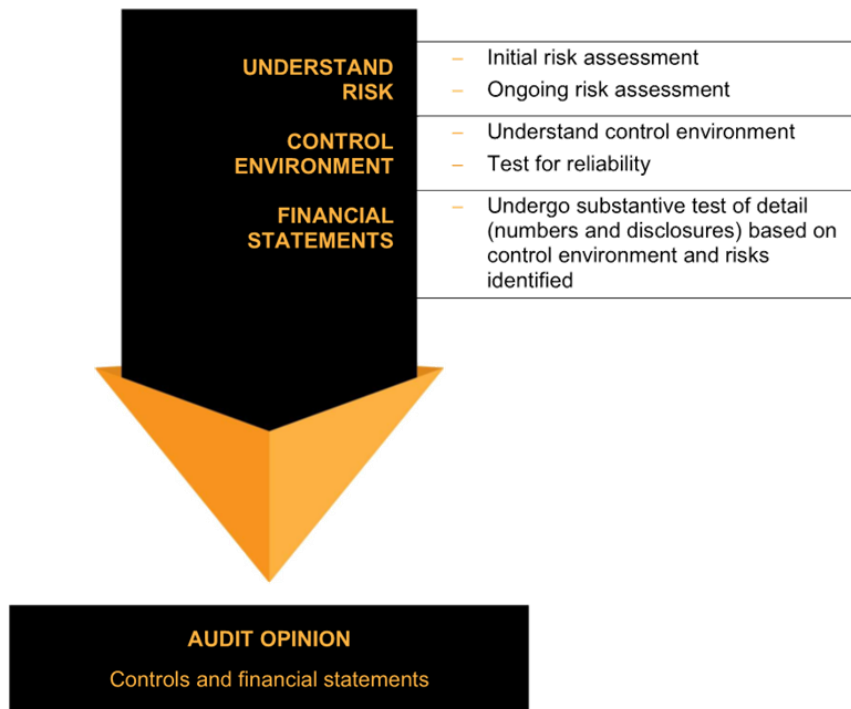 UNDERSTAND
RISK
– Initial risk assessment
– Ongoing risk assessment
CONTROL
ENVIRONMENT
– Understand control environment
– Test for reliability
FINANCIAL
STATEMENTS
– Undergo substantive test of detail
(numbers and disclosures) based on
control environment and risks
identified
AUDIT OPINION
Controls and financial statements